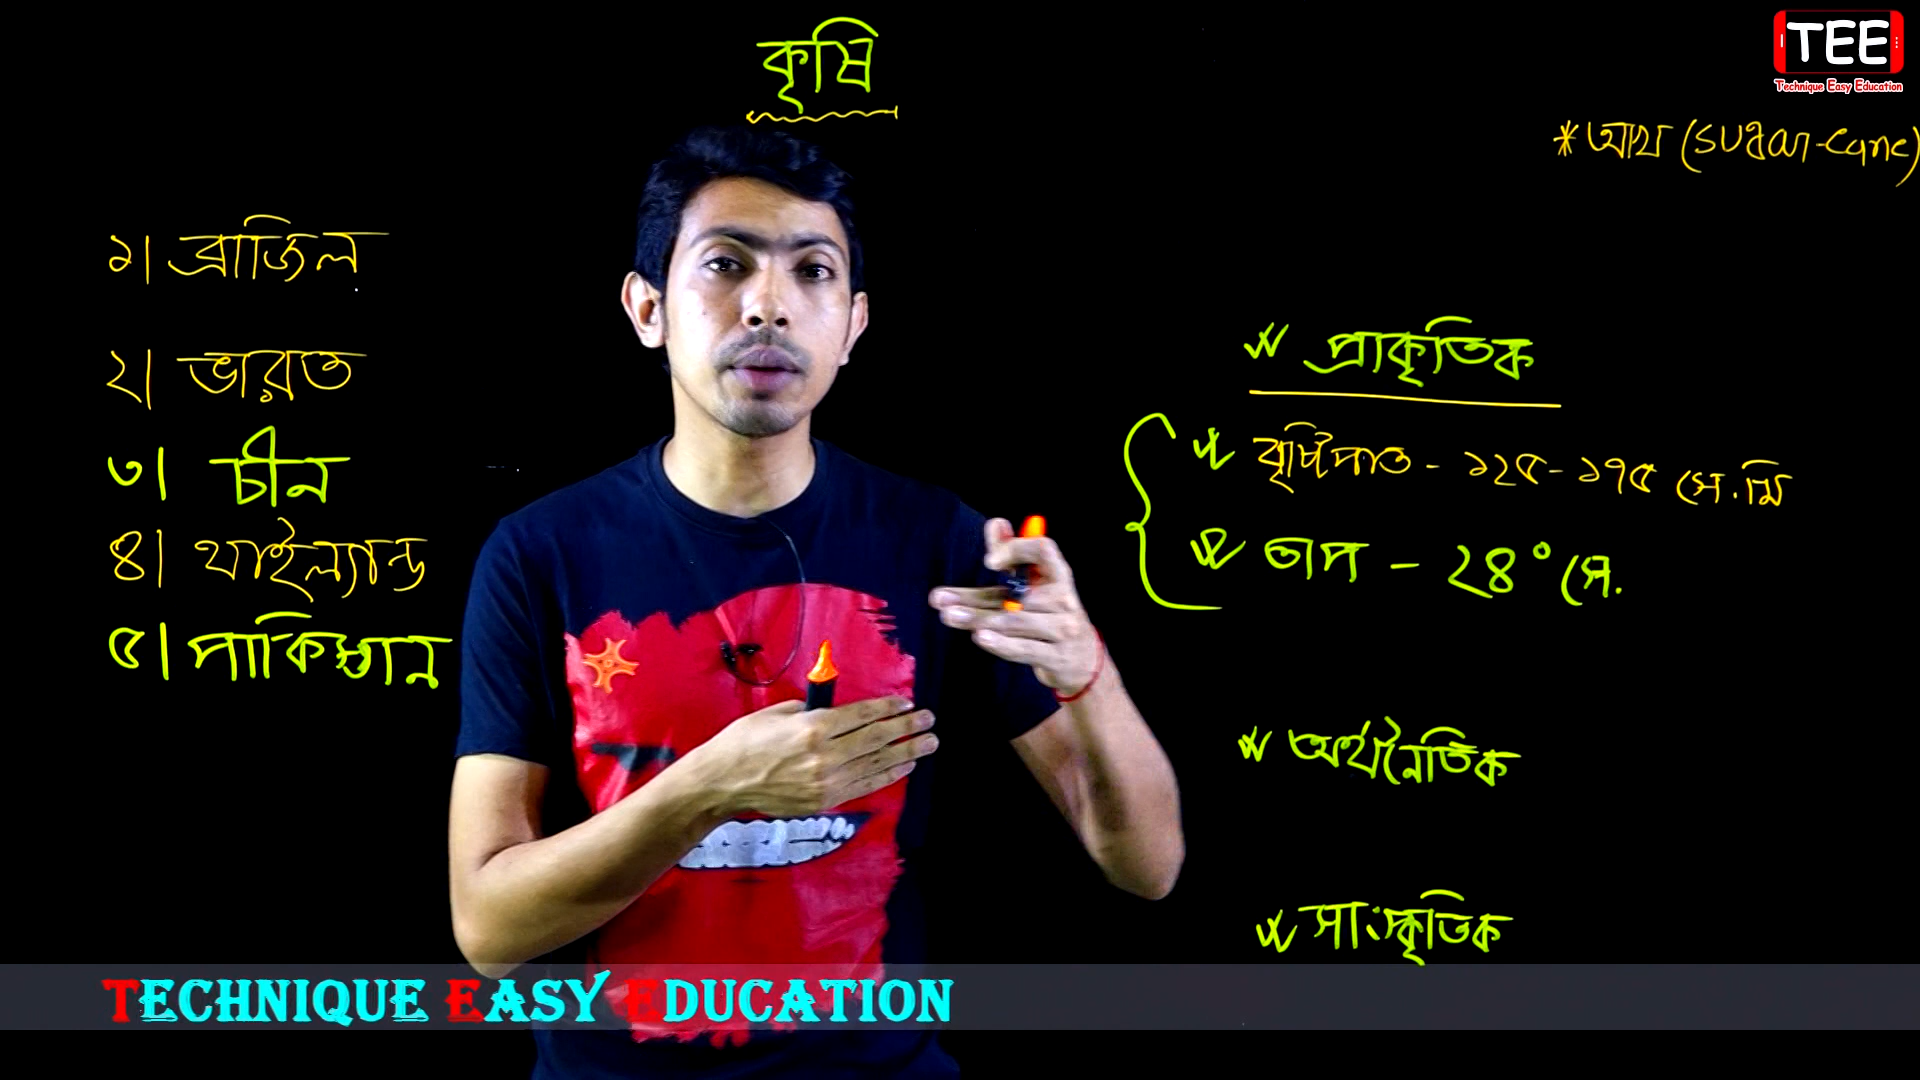 কৃষি
TEE
Technique Easy Education
* আখ (sugar-cane)
১| ব্রাজিল
২| ভারত
৩| চীন
৪| থাইল্যান্ড
৫| পাকিস্তান
* প্রাকৃতিক
* বৃষ্টিপাত - ১২৫-১৭৫ সে.মি
* তাপ - ২৪° সে.
* অর্থনৈতিক
* সাংস্কৃতিক
TECHNIQUE EASY EDUCATION